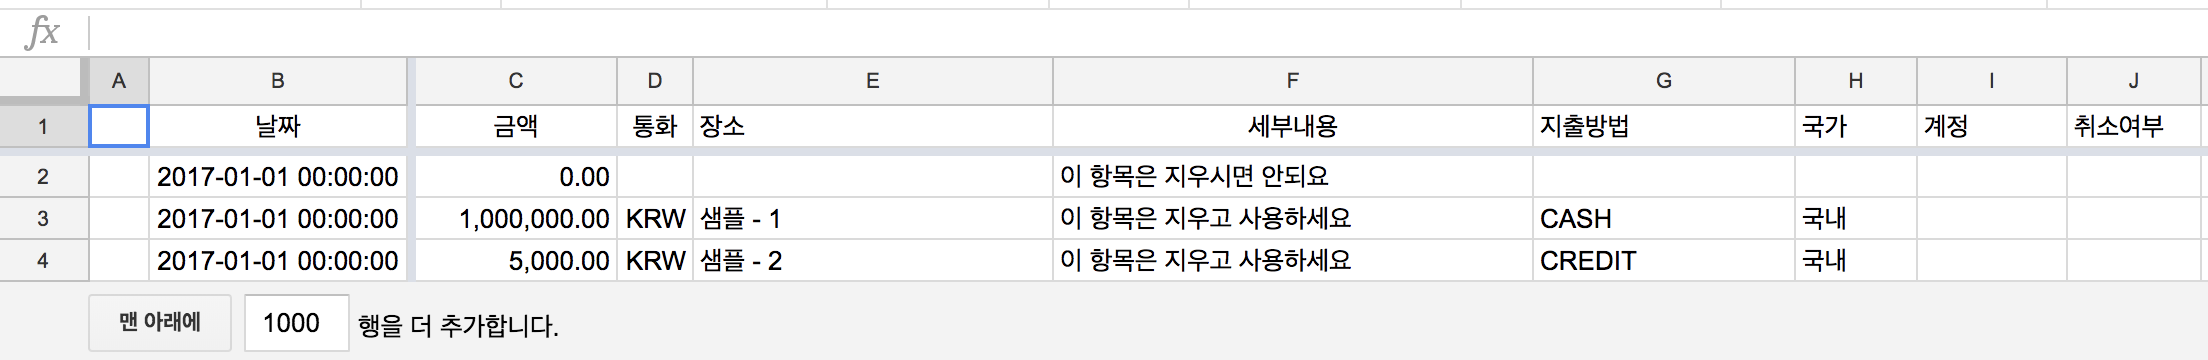 fx
A B C D E F G H I J
1 날짜 금액 통화 장소 세부내용 지출방법 국가 계정 취소여부
2 2017-01-01 00:00:00 0.00 이 항목은 지우시면 안되요
3 2017-01-01 00:00:00 1,000,000.00 KRW 샘플 - 1 이 항목은 지우고 사용하세요 CASH 국내
4 2017-01-01 00:00:00 5,000.00 KRW 샘플 - 2 이 항목은 지우고 사용하세요 CREDIT 국내
맨 아래에 1000 행을 더 추가합니다.